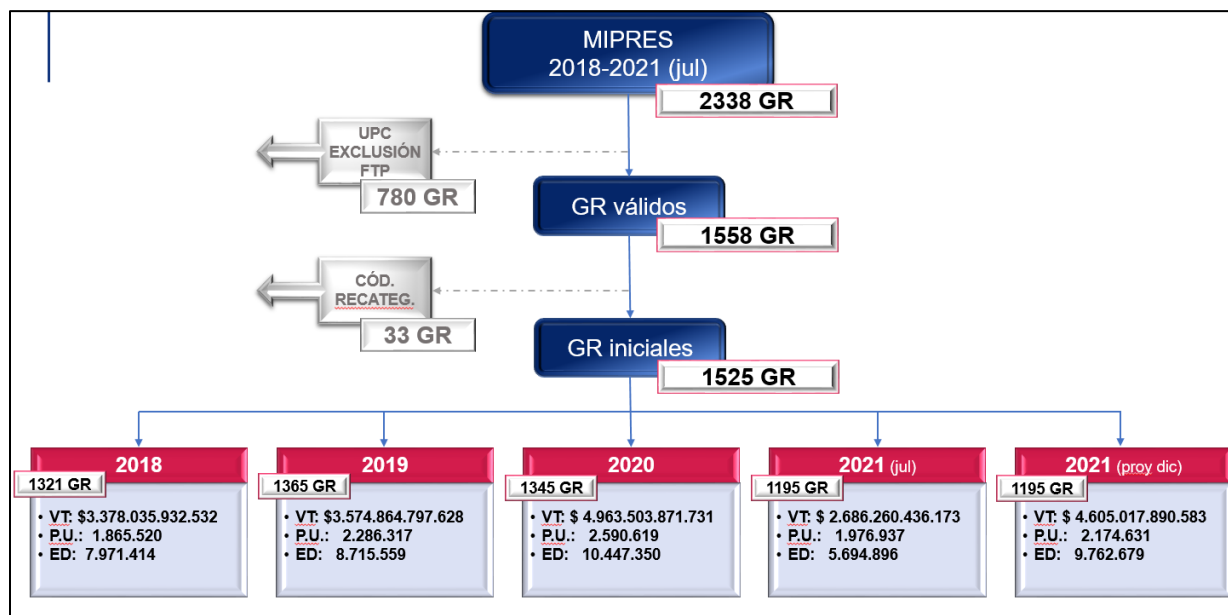 MIPRES
2018-2021 (jul)
2338 GR
UPC
EXCLUSIÓN
FTP
780 GR
GR válidos
1558 GR
CÓD.
RECATEG.
33 GR
GR iniciales
1525 GR
2018
1321 GR
• VT: $3.378.035.932.532
• P.U.: 1.865.520
• ED: 7.971.414
2019
1365 GR
• VT: $3.574.864.797.628
• P.U.: 2.286.317
• ED: 8.715.559
2020
1345 GR
• VT: $ 4.963.503.871.731
• P.U.: 2.590.619
• ED: 10.447.350
2021 (jul)
1195 GR
• VT: $ 2.686.260.436.173
• P.U.: 1.976.937
• ED: 5.694.896
2021 (proy dic)
1195 GR
• VT: $ 4.605.017.890.583
• P.U.: 2.174.631
• ED: 9.762.679